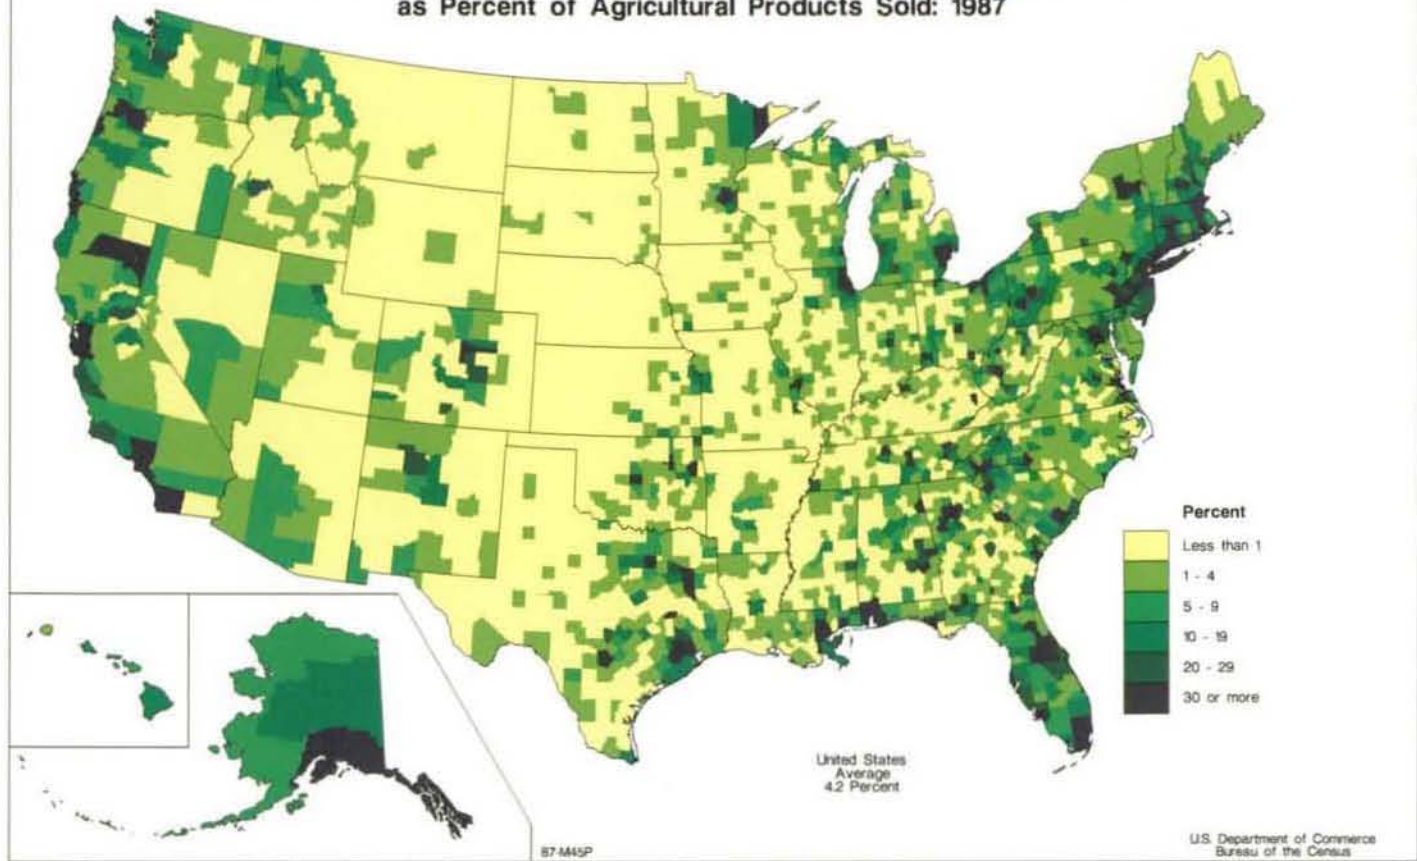 as Percent of Agricultural Products Sold: 1987
Percent
Less than 1
1 - 4
5 - 9
10 - 19
20 - 29
30 or more
United States
Average
4.2 Percent
87-M45P
U.S. Department of Commerce
Bureau of the Census